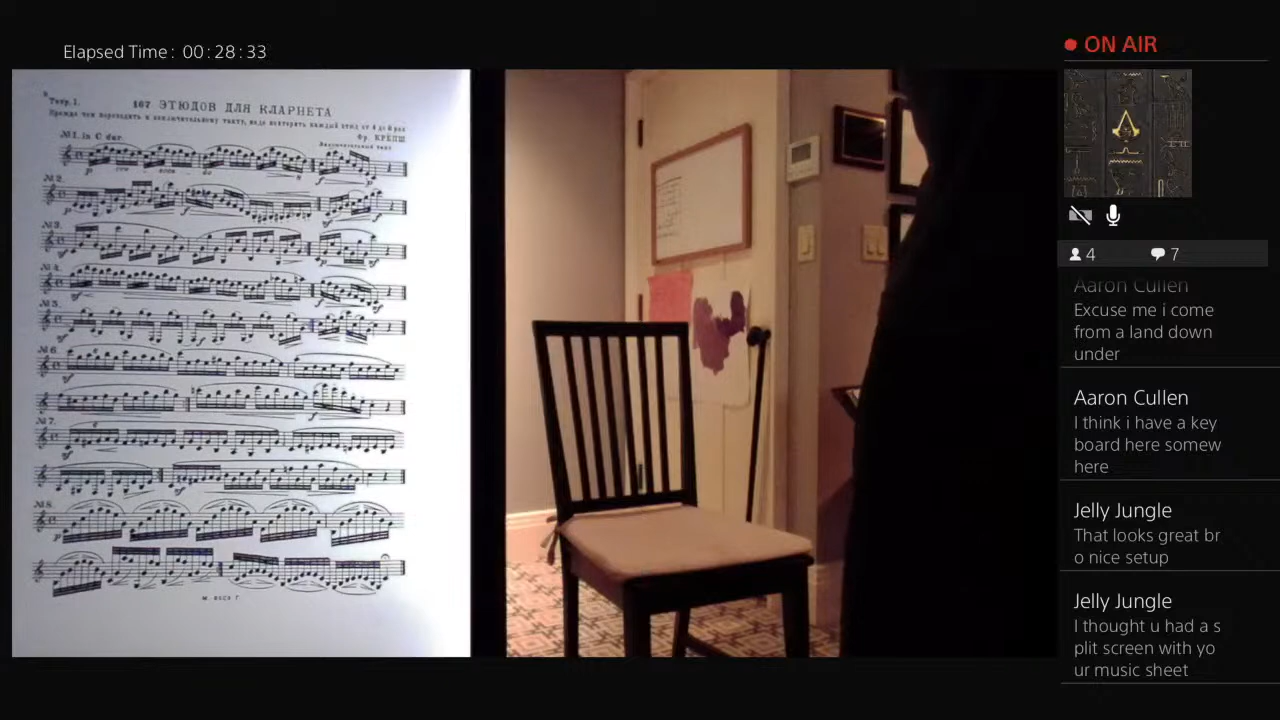 Elapsed Time: 00:28:33
ON AIR
167 ЭТЮДОВ ДЛЯ КЛАРНЕТА
Фр. КРЕПШ
№1. in C dur.
№2.
№3.
№4.
№5.
№6.
№7.
№8.
4
7
Aaron Cullen
Excuse me i come
from a land down
under
Aaron Cullen
I think i have a key
board here somew
here
Jelly Jungle
That looks great br
o nice setup
Jelly Jungle
I thought u had a s
plit screen with yo
ur music sheet